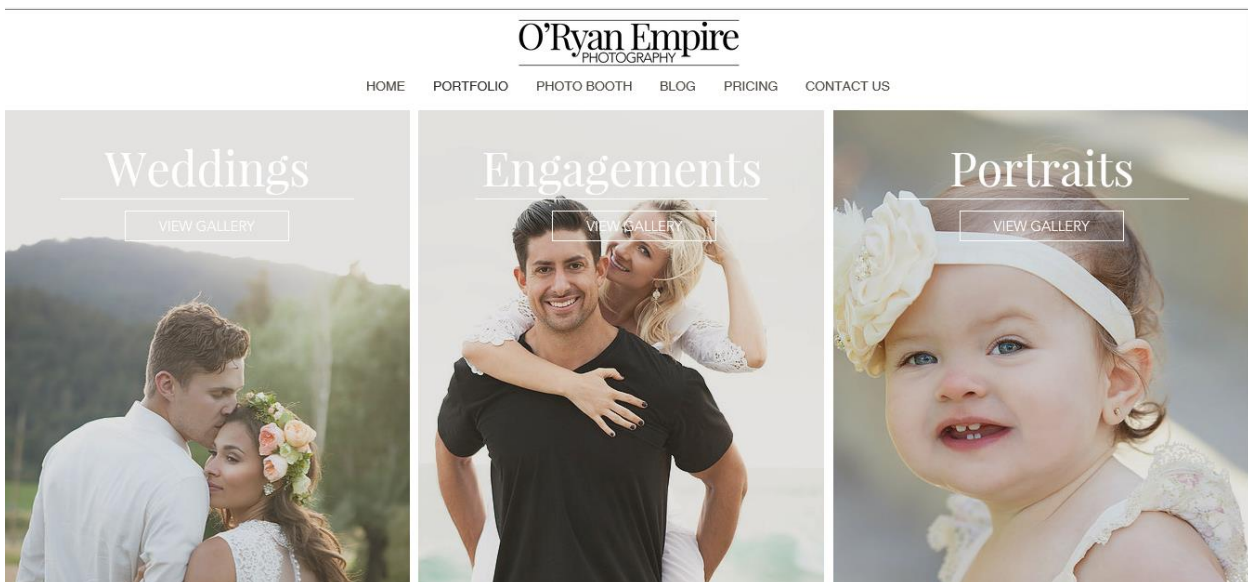 O'Ryan Empire
PHOTOGRAPHY
HOME PORTFOLIO PHOTO BOOTH BLOG PRICING CONTACT US
Weddings
VIEW GALLERY
Engagements
VIEW GALLERY
Portraits
VIEW GALLERY